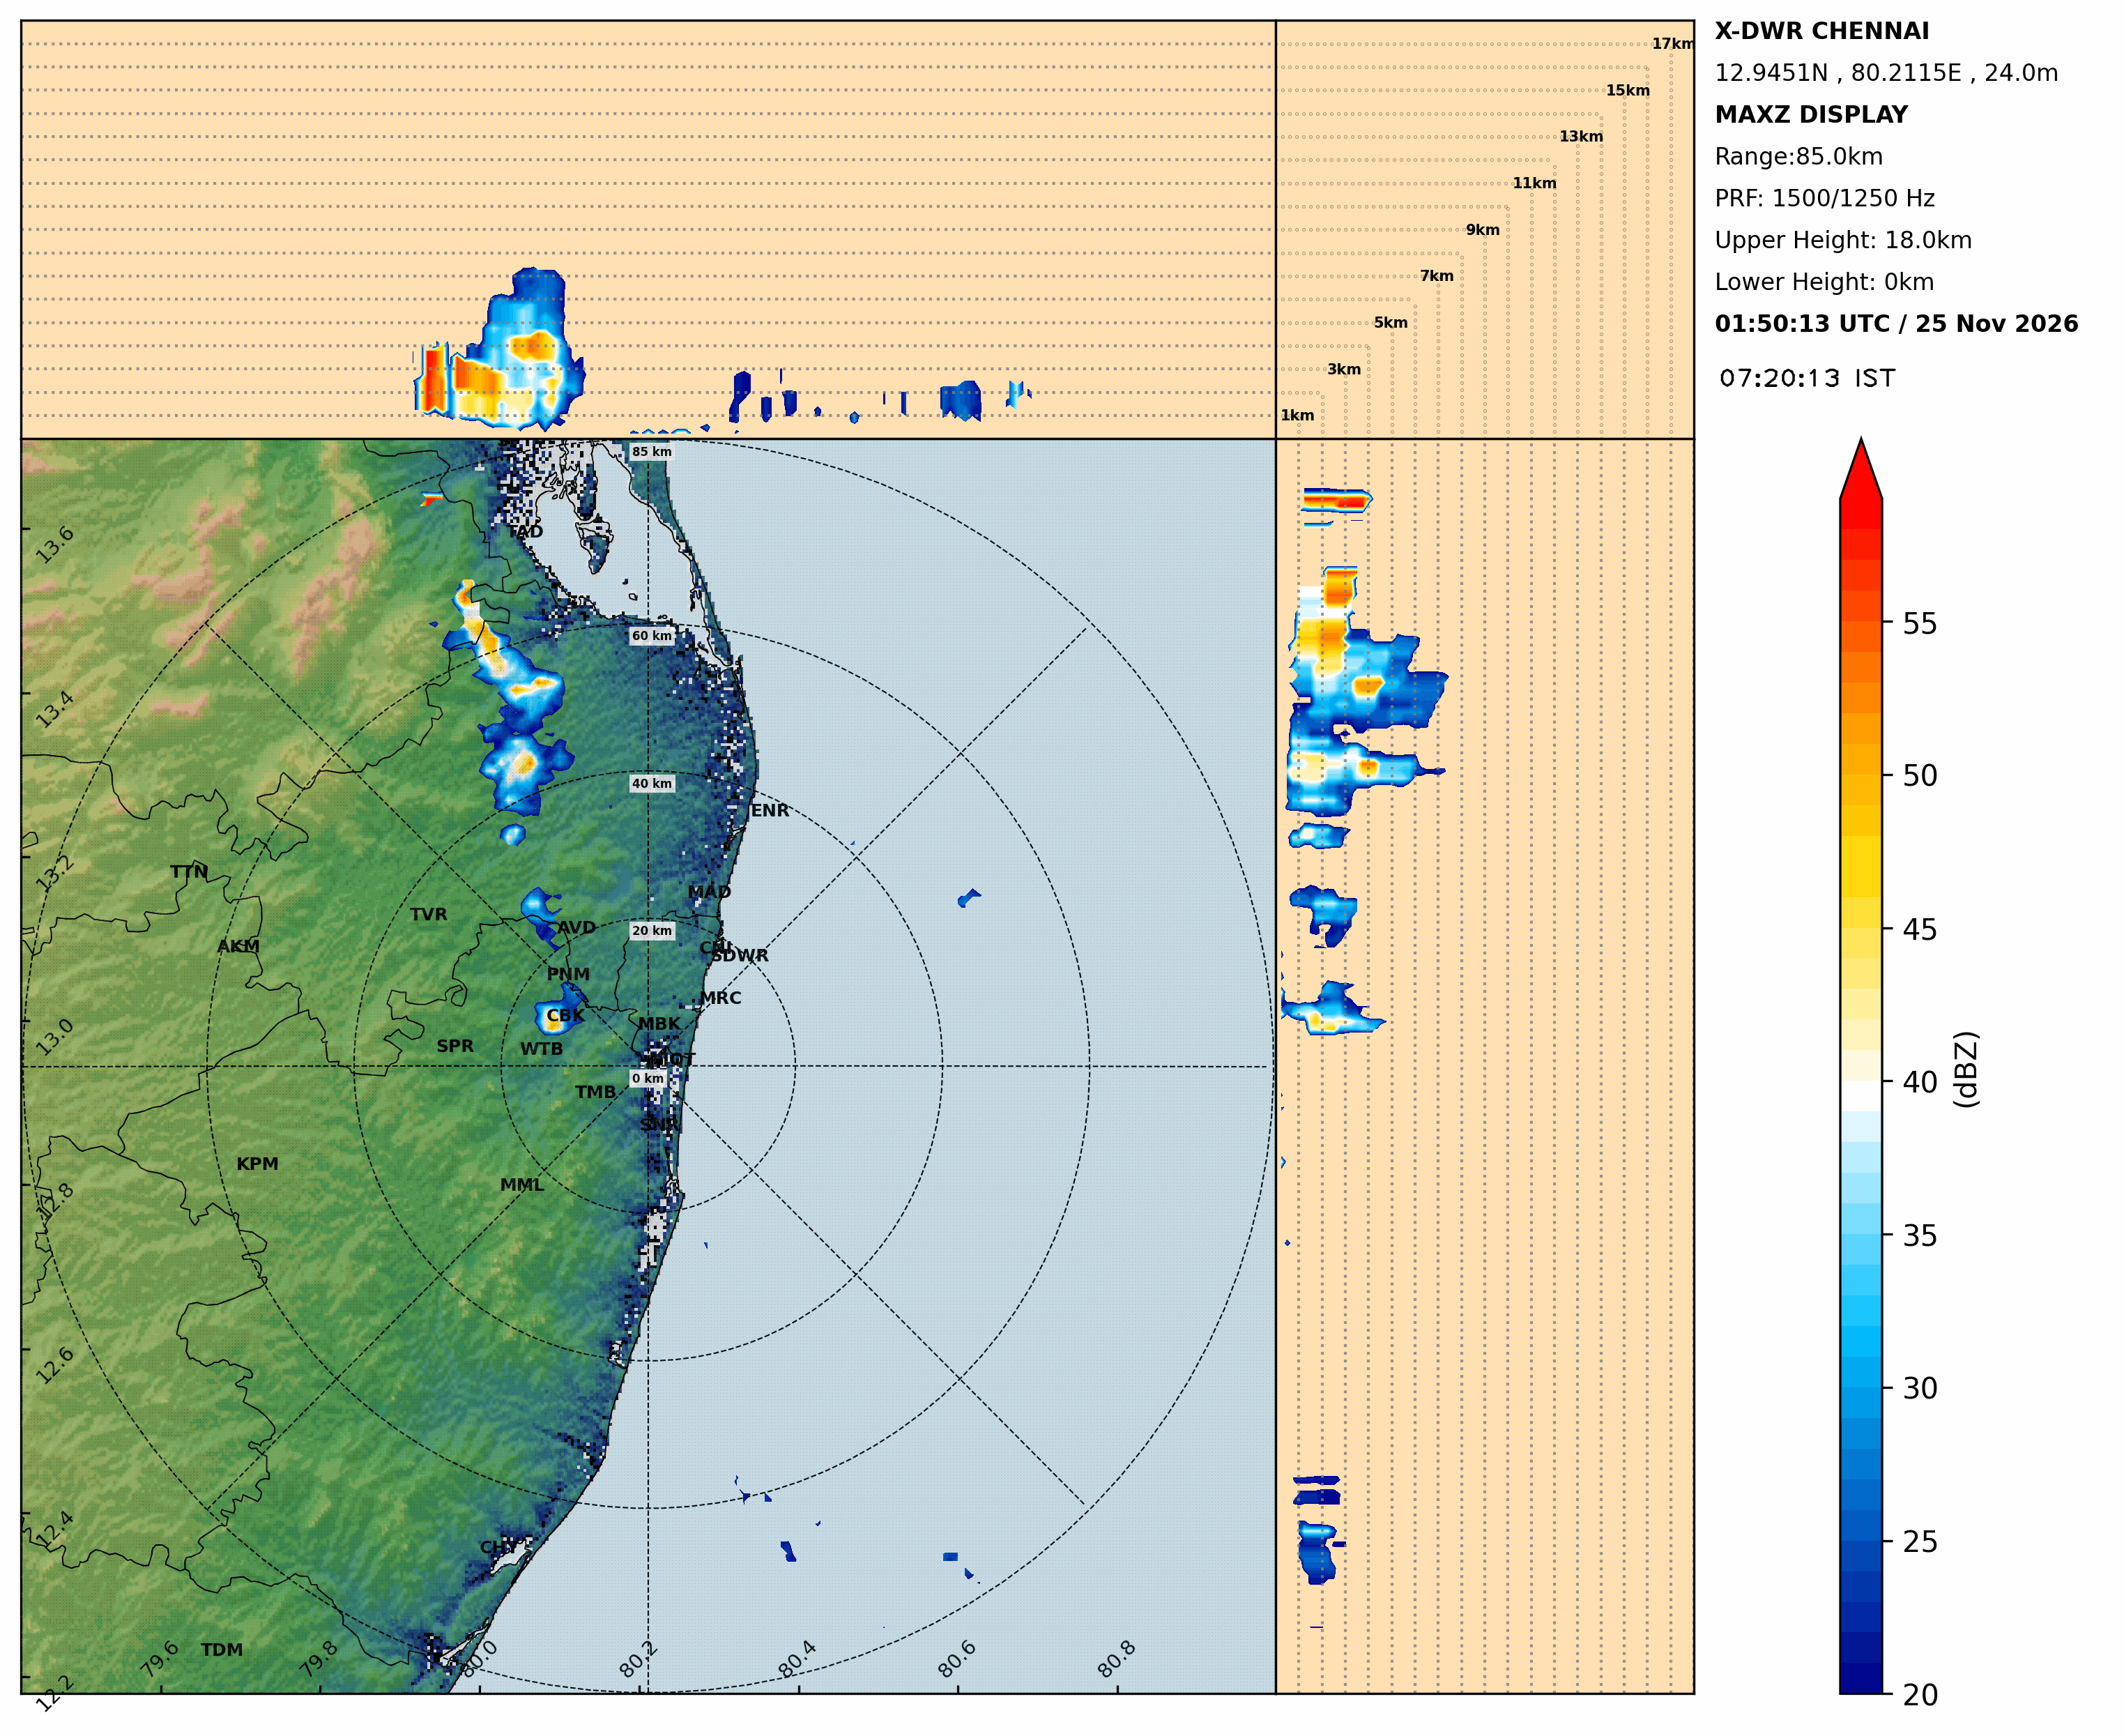 X-DWR CHENNAI
12.9451N , 80.2115E , 24.0m
MAXZ DISPLAY
Range:85.0km
PRF: 1500/1250 Hz
Upper Height: 18.0km
Lower Height: 0km
01:50:13 UTC / 25 Nov 2026
07:20:13 IST
17km
15km
13km
11km
9km
7km
5km
3km
1km
85 km
60 km
40 km
20 km
0 km
TAD
ENR
TTN
MAD
TVR
AVD
AKM
SDWR
PNM
MRC
CBK
MBK
SPR
WTB
TMB
SNR
KPM
MML
CHY
TDM
13.6
13.4
13.2
13.0
12.8
12.6
12.4
12.2
79.6
79.8
80.0
80.2
80.4
80.6
80.8
55
50
45
40
35
30
25
20
(dBZ)